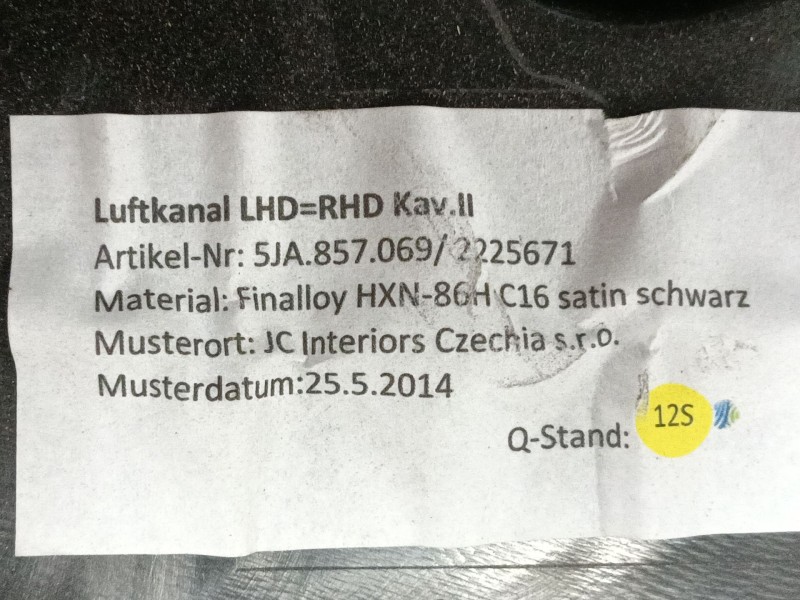 Luftkanal LHD=RHD Kav.II
Artikel-Nr: 5JA.857.069/ 2225671
Material: Finalloy HXN-86H C16 satin schwarz
Musterort: JC Interiors Czechia s.r.o.
Musterdatum:25.5.2014
Q-Stand: 12S